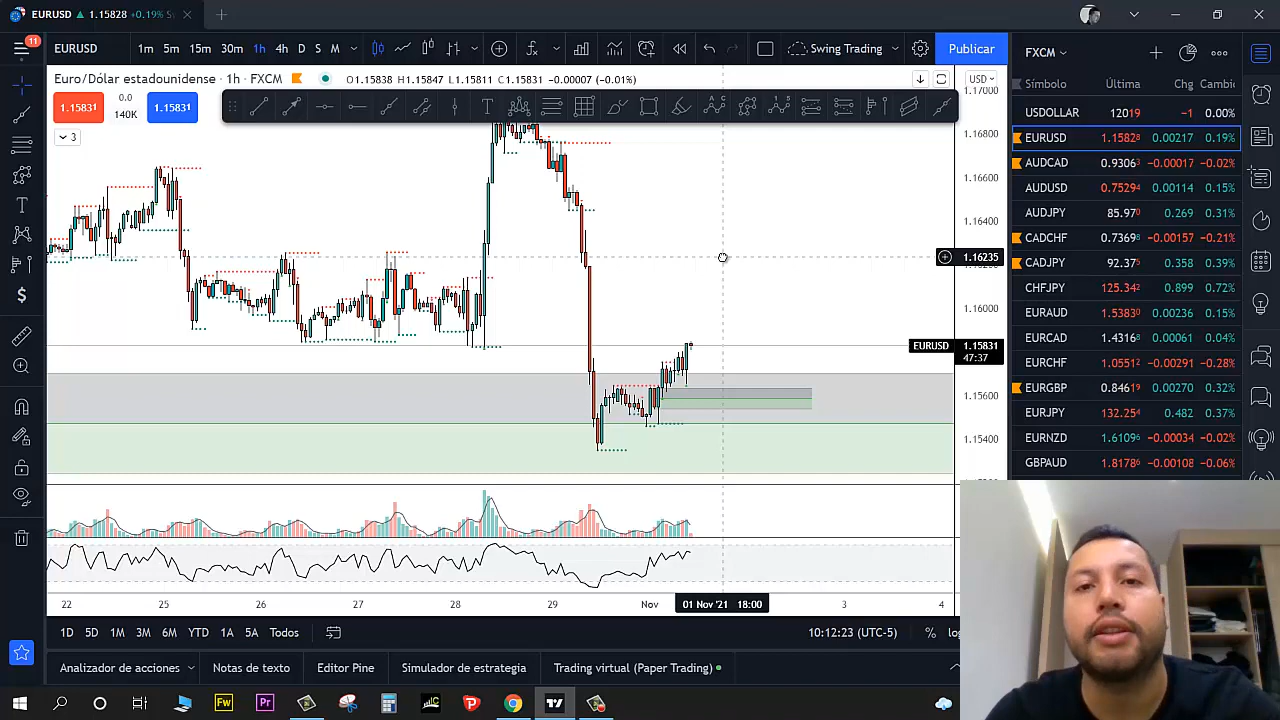 EURUSD ▲ 1.15828 +0.19%
11
EURUSD 1m 5m 15m 30m 1h 4h D S M Swing Trading Publicar
Euro/Dólar estadounidense · 1h · FXCM O1.15838 H1.15847 L1.15811 C1.15831 -0.00007 (-0.01%)
1.15831 0.0 140K 1.15831
3
USD
1.17000
1.16800
1.16600
1.16400
1.16235
1.16000
EURUSD 1.15831
47:37
1.15600
1.15400
22 25 26 27 28 29 Nov 01 Nov '21 18:00 3 4
1D 5D 1M 3M 6M YTD 1A 5A Todos 10:12:23 (UTC-5) % log
Analizador de acciones Notas de texto Editor Pine Simulador de estrategia Trading virtual (Paper Trading)
FXCM
Símbolo Última Chg Cambio
USDOLLAR 12019 −1 0.00%
EURUSD 1.15828 0.00217 0.19%
AUDCAD 0.93063 −0.00017 −0.02%
AUDUSD 0.75294 0.00114 0.15%
AUDJPY 85.970 0.269 0.31%
CADCHF 0.73698 −0.00157 −0.21%
CADJPY 92.375 0.358 0.39%
CHFJPY 125.342 0.899 0.72%
EURAUD 1.53830 0.00236 0.15%
EURCAD 1.43168 0.00061 0.04%
EURCHF 1.05512 −0.00291 −0.28%
EURGBP 0.84619 0.00270 0.32%
EURJPY 132.254 0.482 0.37%
EURNZD 1.61096 −0.00034 −0.02%
GBPAUD 1.81786 −0.00108 −0.06%
Fw Pr